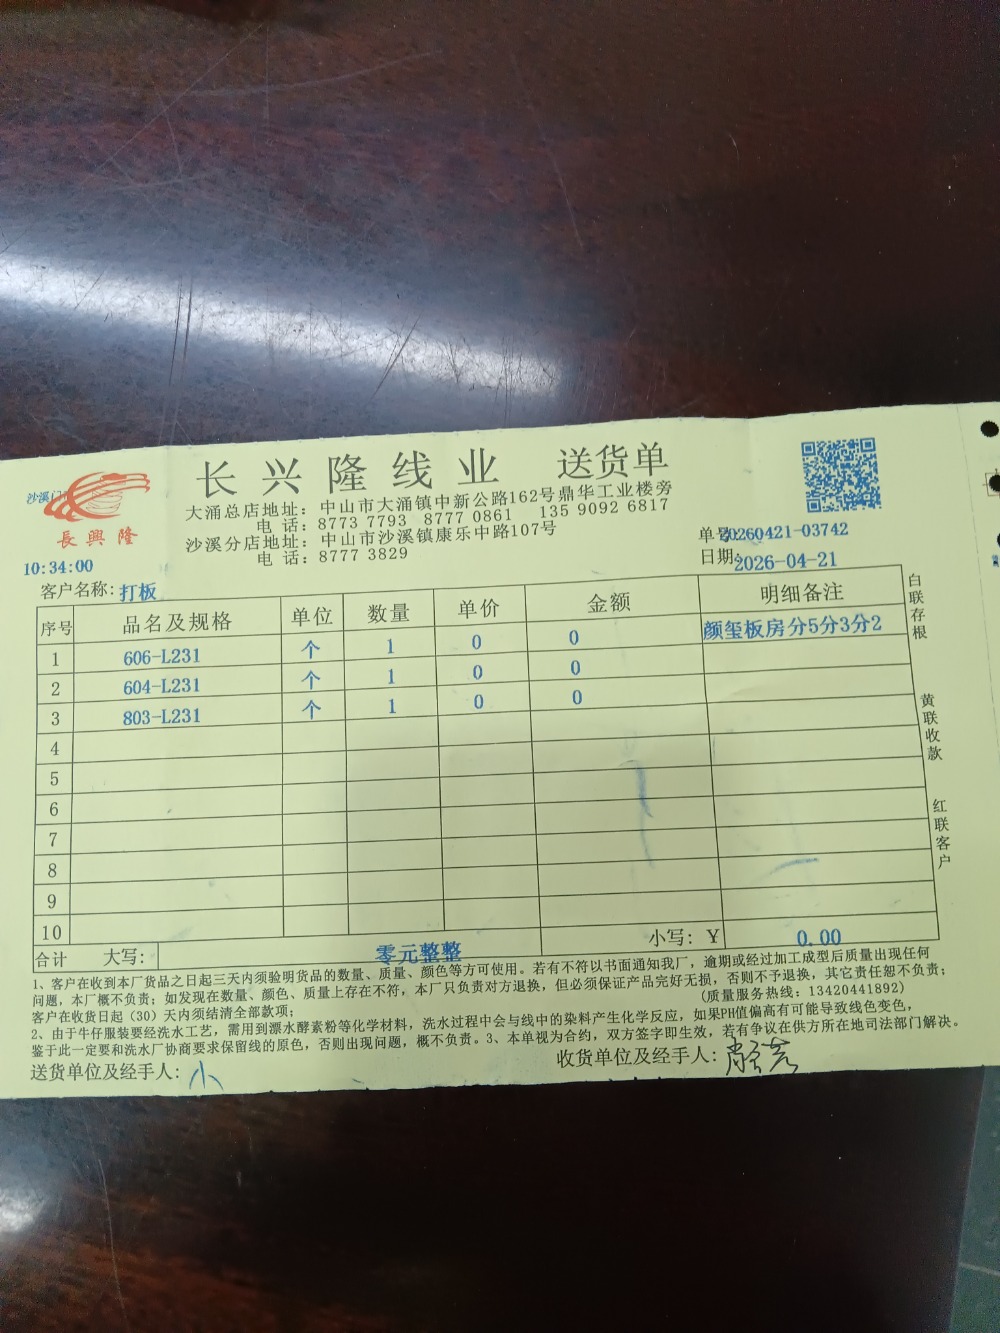 长兴隆线业 送货单
大涌总店地址：中山市大涌镇中新公路162号鼎华工业楼旁
电 话：8773 7793 8777 0861 135 9092 6817
沙溪分店地址：中山市沙溪镇康乐中路107号
电 话：8777 3829
沙溪门
長興隆
10:34:00
单号20260421-03742
日期：2026-04-21
客户名称：打板
序号 品名及规格 单位 数量 单价 金额 明细备注
1 606-L231 个 1 0 0 颜玺板房分5分3分2
2 604-L231 个 1 0 0
3 803-L231 个 1 0 0
4
5
6
7
8
9
10
合计 大写：零元整整 小写：￥ 0.00
白联存根
黄联收款
红联客户
1、客户在收到本厂货品之日起三天内须验明货品的数量、质量、颜色等方可使用。若有不符以书面通知我厂，逾期或经过加工成型后质量出现任何
问题，本厂概不负责；如发现在数量、颜色、质量上存在不符，本厂只负责对方退换，但必须保证产品完好无损，否则不予退换，其它责任恕不负责；
客户在收货日起（30）天内须结清全部款项； (质量服务热线：13420441892)
2、由于牛仔服装要经洗水工艺，需用到漂水酵素粉等化学材料，洗水过程中会与线中的染料产生化学反应，如果PH值偏高有可能导致线色变色，
鉴于此一定要和洗水厂协商要求保留线的原色，否则出现问题，概不负责。3、本单视为合约，双方签字即生效，若有争议在供方所在地司法部门解决。
送货单位及经手人：小
收货单位及经手人：